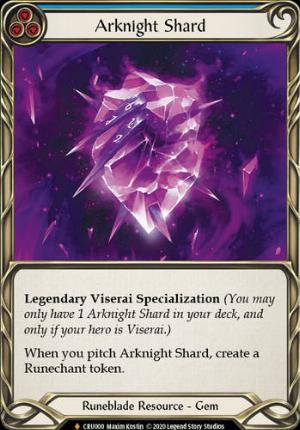 Arknight Shard
Legendary Viserai Specialization (You may
only have 1 Arknight Shard in your deck, and
only if your hero is Viserai.)
When you pitch Arknight Shard, create a
Runechant token.
Runeblade Resource - Gem
CRU000 Maxim Kostin © 2020 Legend Story Studios